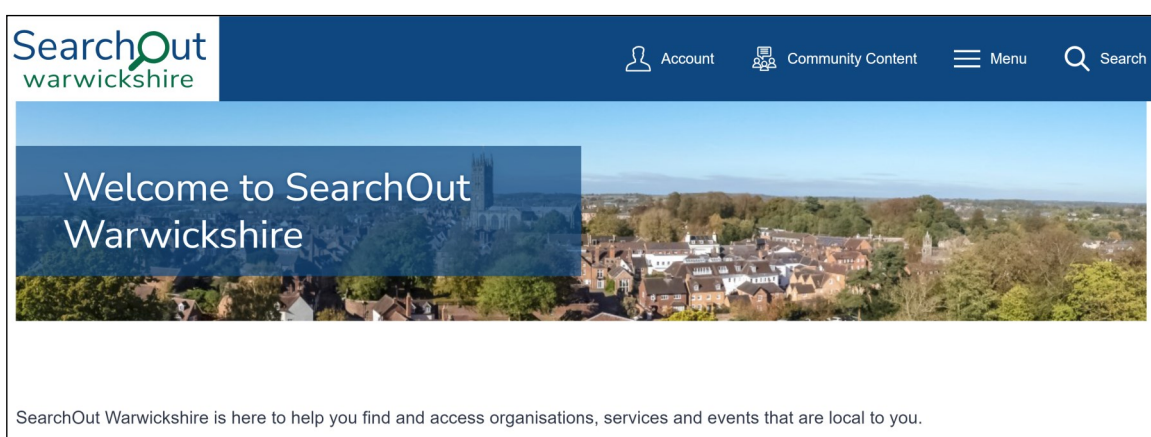 SearchOut
warwickshire
Account
Community Content
Menu
Search
Welcome to SearchOut
Warwickshire
SearchOut Warwickshire is here to help you find and access organisations, services and events that are local to you.